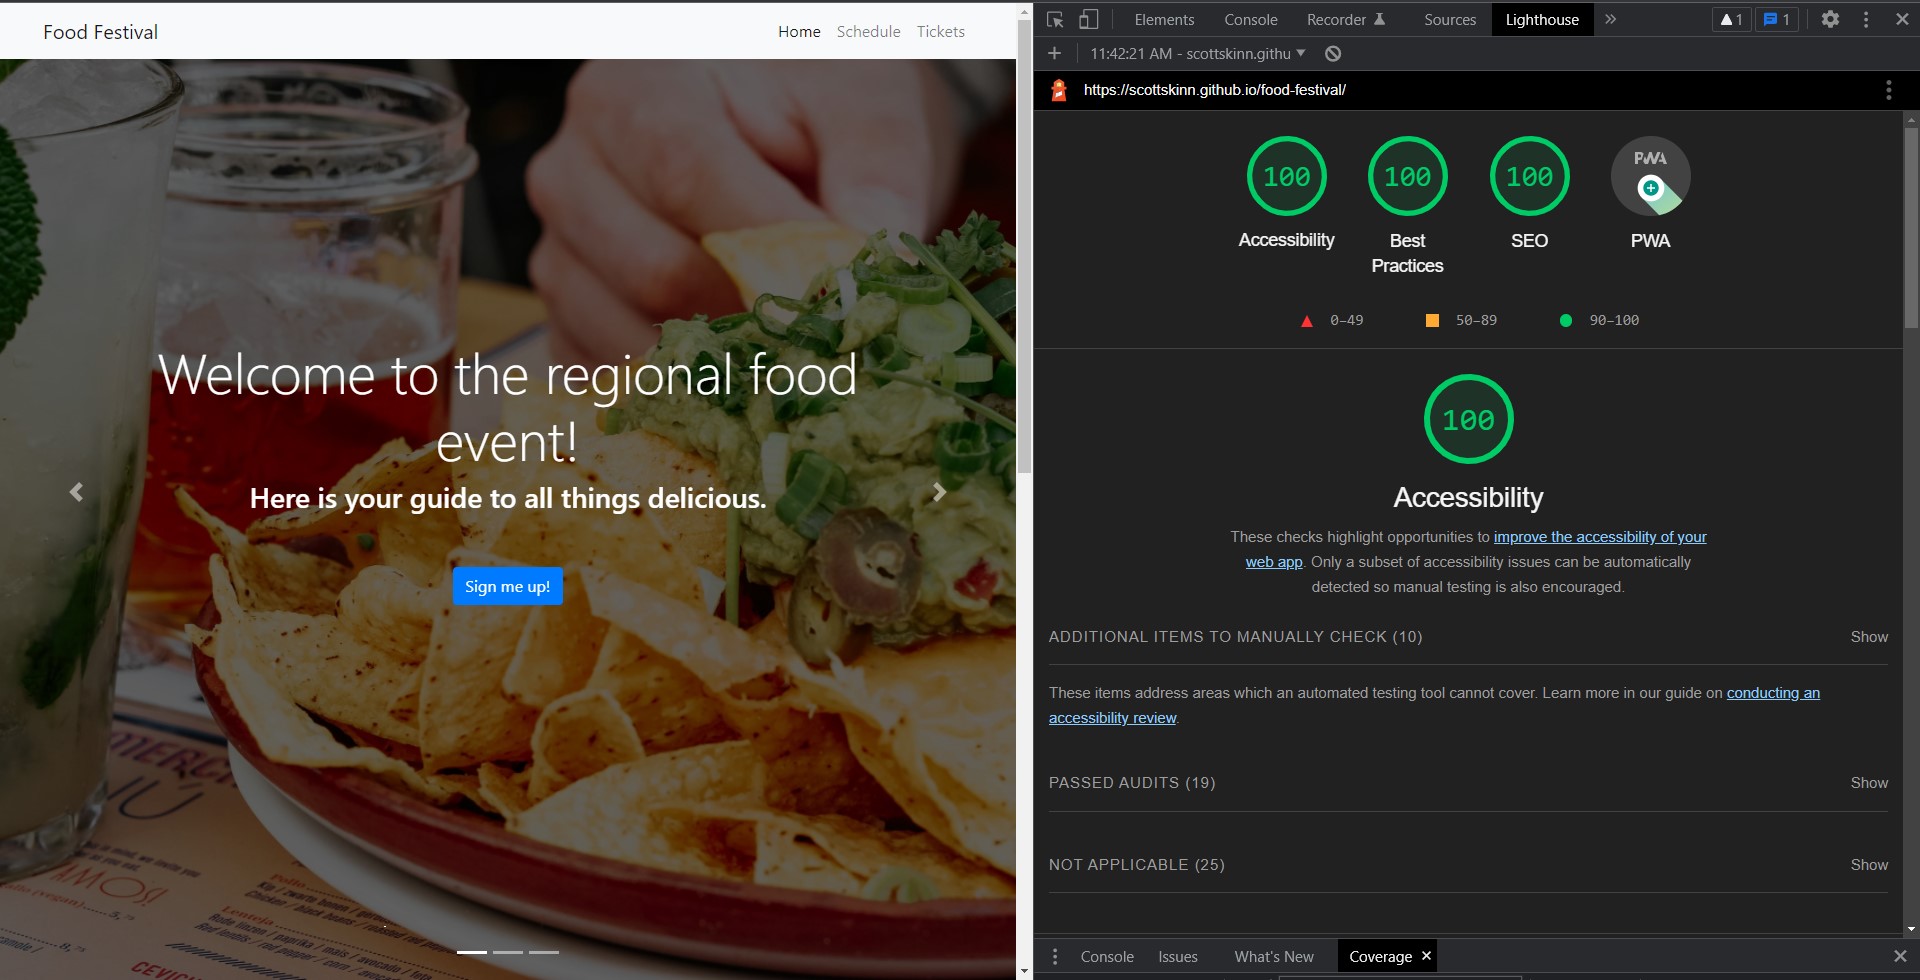 Food Festival
Home Schedule Tickets
Welcome to the regional food
event!
Here is your guide to all things delicious.
Sign me up!
AMOS!
Pollo
Lenteja
Elements Console Recorder Sources Lighthouse 1 1
11:42:21 AM - scottskinn.githu
https://scottskinn.github.io/food-festival/
100 100 100 PWA
Accessibility Best Practices SEO PWA
0–49 50–89 90–100
100
Accessibility
These checks highlight opportunities to improve the accessibility of your
web app. Only a subset of accessibility issues can be automatically
detected so manual testing is also encouraged.
ADDITIONAL ITEMS TO MANUALLY CHECK (10) Show
These items address areas which an automated testing tool cannot cover. Learn more in our guide on conducting an
accessibility review.
PASSED AUDITS (19) Show
NOT APPLICABLE (25) Show
Console Issues What's New Coverage